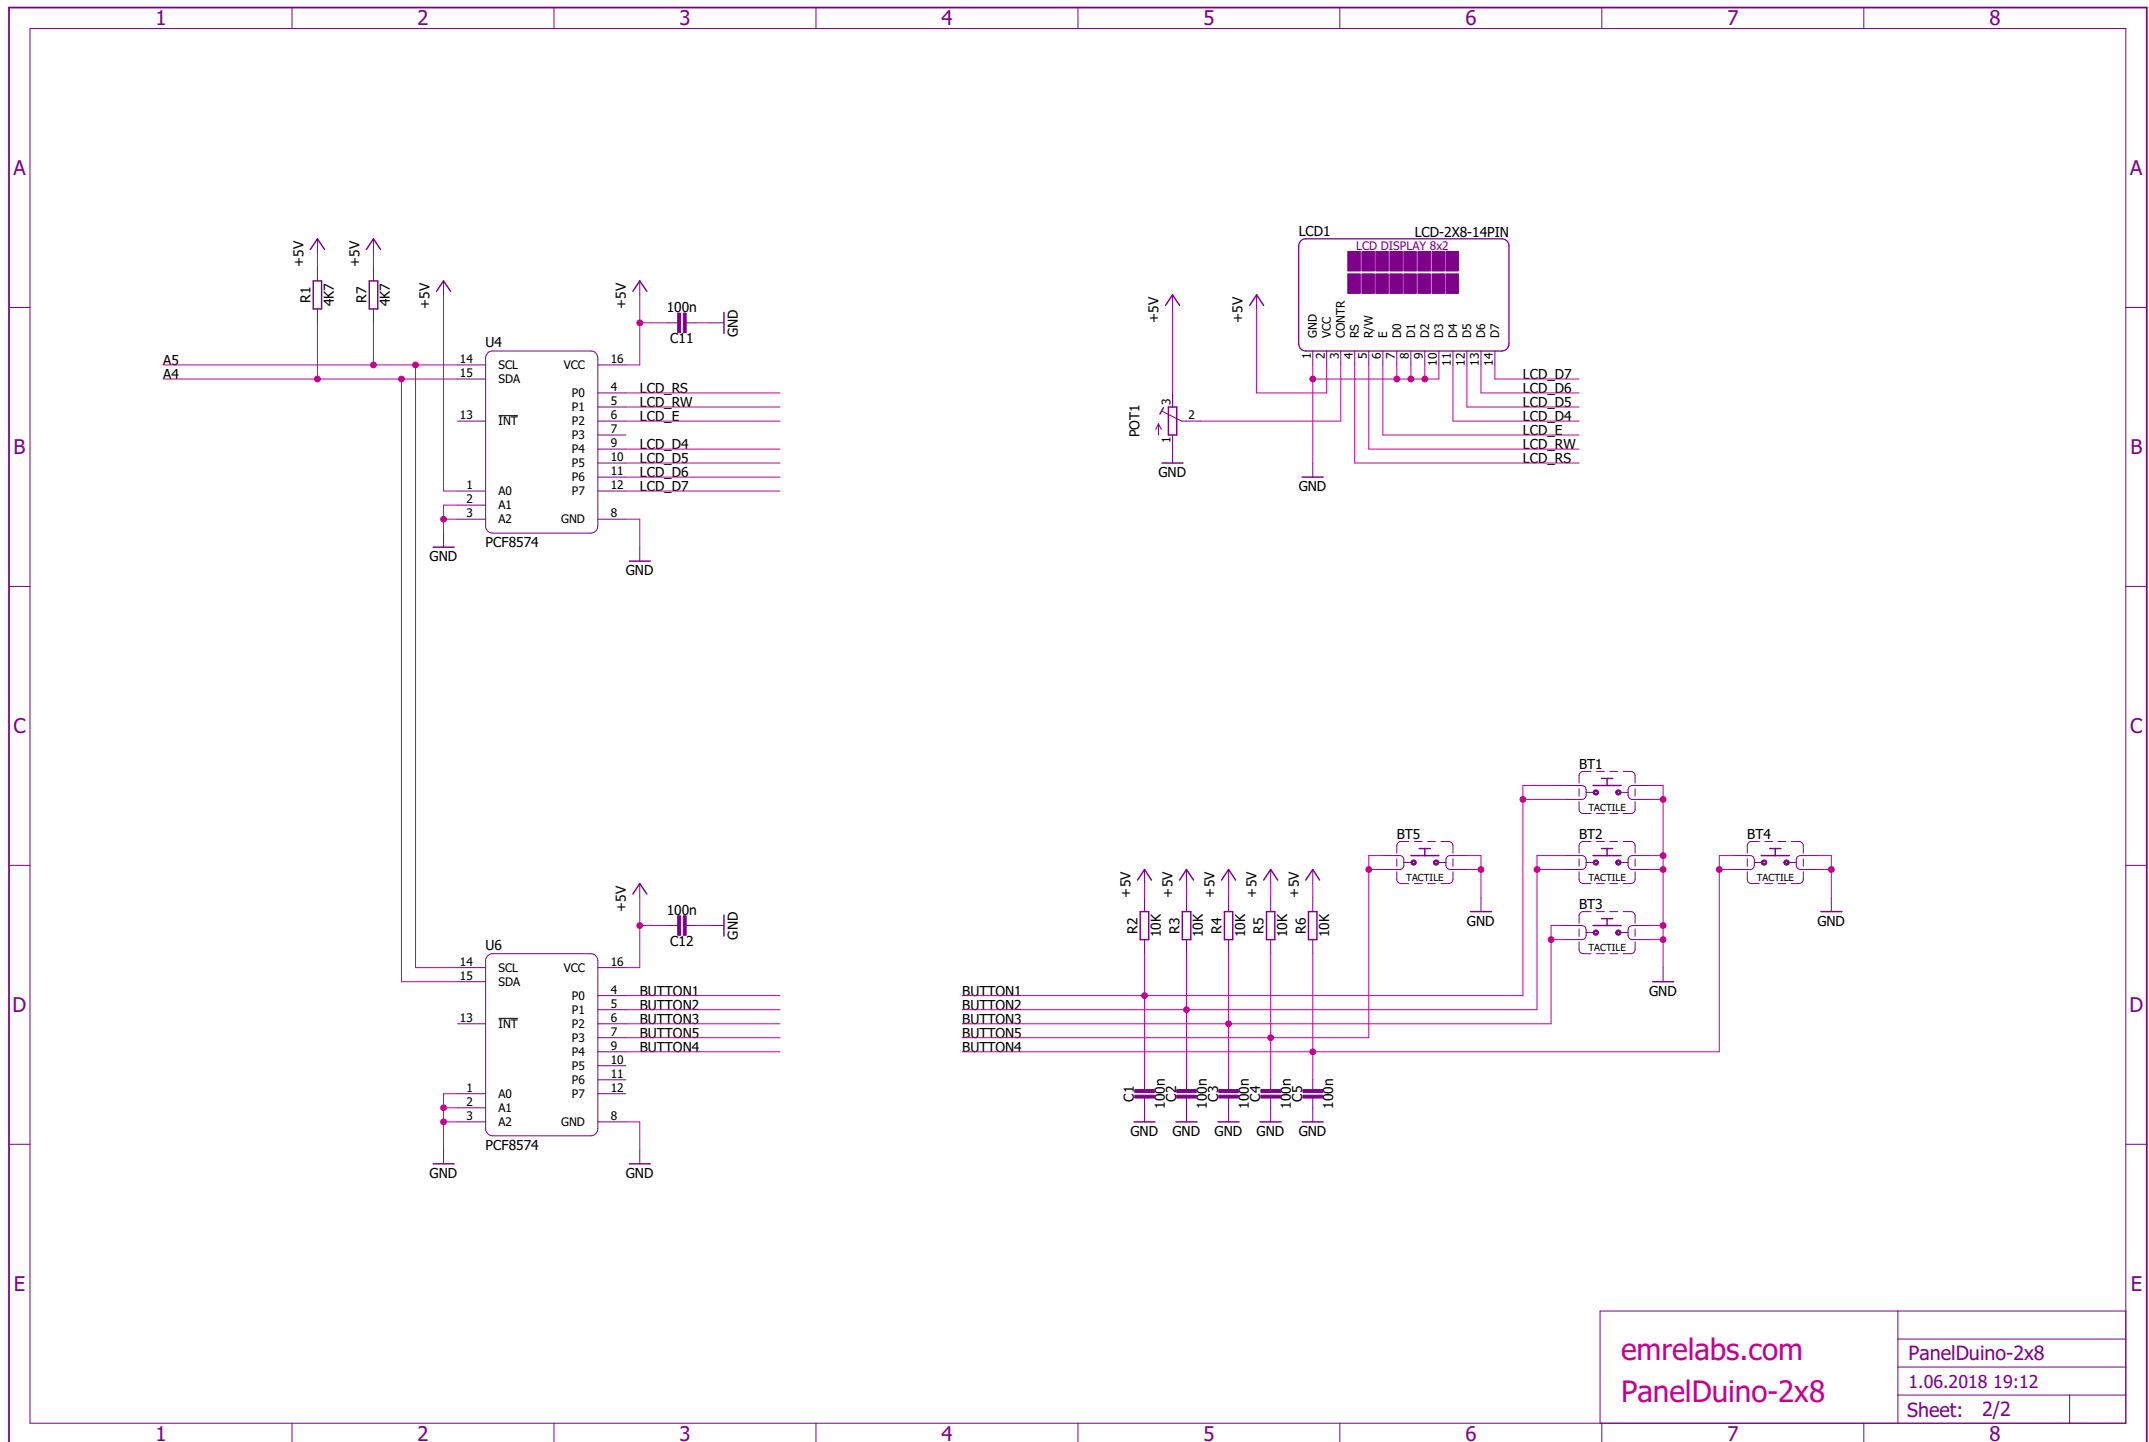 1 2 3 4 5 6 7 8
A A
B B
C C
D D
E E
+5V +5V
R1 4K7 R7 4K7
+5V
+5V
100n
C11
GND
A5
A4
U4
14 SCL VCC 16
15 SDA
P0 4 LCD_RS
P1 5 LCD_RW
13 INT P2 6 LCD_E
P3 7
P4 9 LCD_D4
P5 10 LCD_D5
P6 11 LCD_D6
1 A0 P7 12 LCD_D7
2 A1
3 A2 GND 8
PCF8574
GND
GND
LCD1 LCD-2X8-14PIN
LCD DISPLAY 8x2
GND VCC CONTR RS R/W E D0 D1 D2 D3 D4 D5 D6 D7
1 2 3 4 5 6 7 8 9 10 11 12 13 14
+5V +5V
LCD_D7
LCD_D6
LCD_D5
LCD_D4
LCD_E
LCD_RW
LCD_RS
POT1 3 2 1
GND
GND
+5V
100n
C12
GND
U6
14 SCL VCC 16
15 SDA
P0 4 BUTTON1
P1 5 BUTTON2
13 INT P2 6 BUTTON3
P3 7 BUTTON5
P4 9 BUTTON4
P5 10
P6 11
1 A0 P7 12
2 A1
3 A2 GND 8
PCF8574
GND
GND
BT1
TACTILE
BT5 BT2 BT4
TACTILE TACTILE TACTILE
BT3
TACTILE
GND GND
GND
+5V +5V +5V +5V +5V
R2 10K R3 10K R4 10K R5 10K R6 10K
BUTTON1
BUTTON2
BUTTON3
BUTTON5
BUTTON4
C1 100n C2 100n C3 100n C4 100n C5 100n
GND GND GND GND GND
emrelabs.com
PanelDuino-2x8
PanelDuino-2x8
1.06.2018 19:12
Sheet: 2/2
1 2 3 4 5 6 7 8